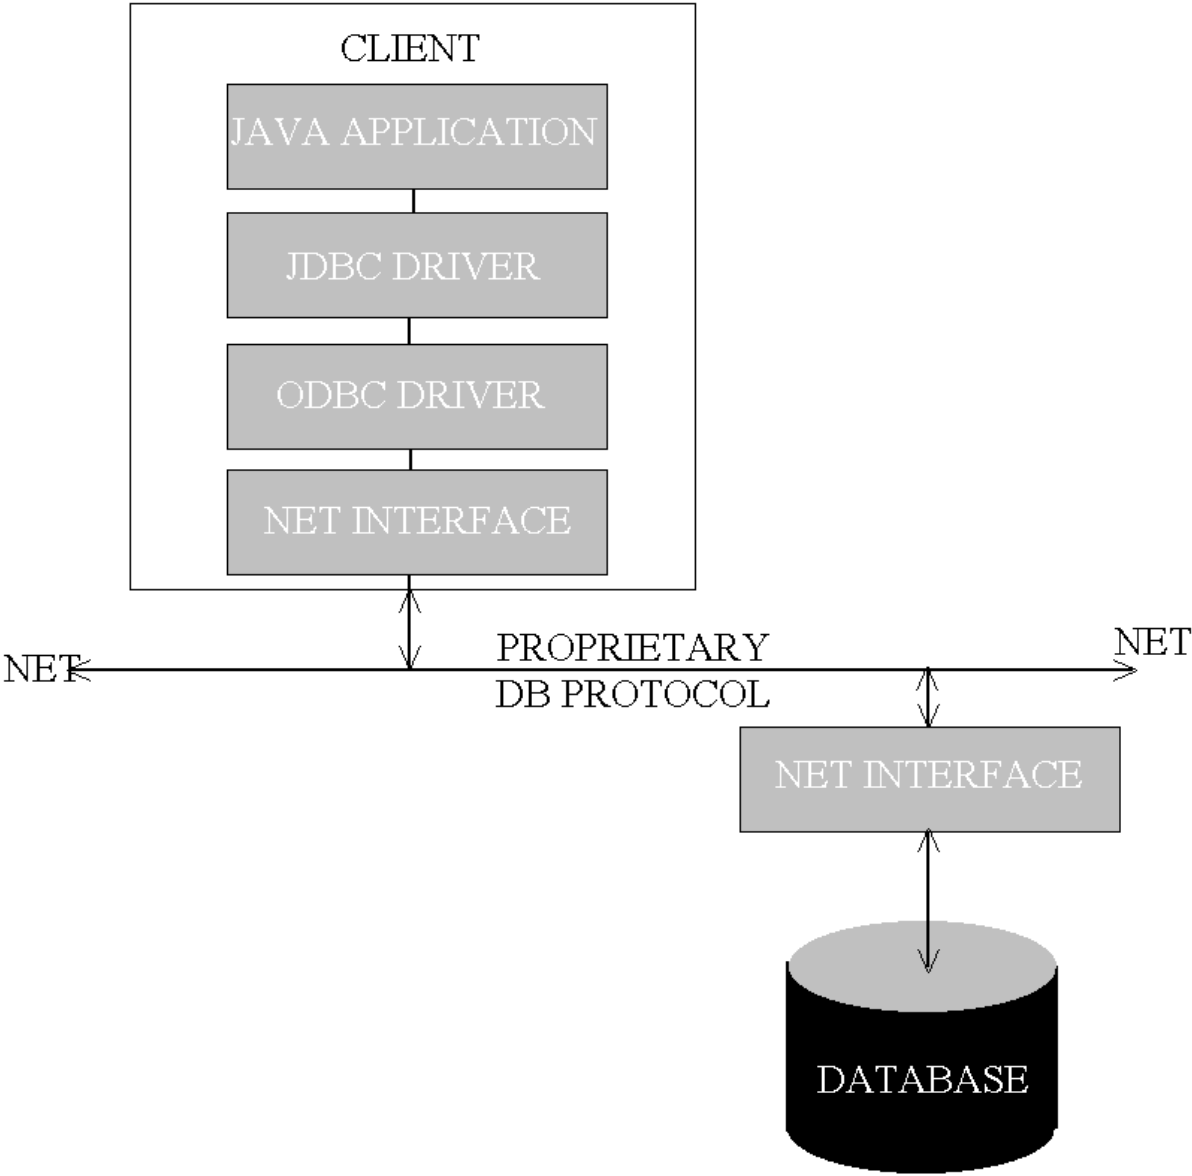 CLIENT
JAVA APPLICATION
JDBC DRIVER
ODBC DRIVER
NET INTERFACE
PROPRIETARY
NET
NET
DB PROTOCOL
NET INTERFACE
DATABASE